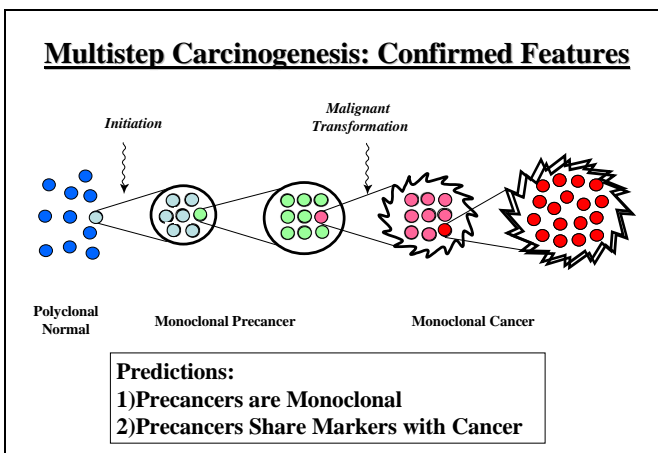 Multistep Carcinogenesis: Confirmed Features
Initiation
Malignant
Transformation
Polyclonal
Normal
Monoclonal Precancer
Monoclonal Cancer
Predictions:
1)Precancers are Monoclonal
2)Precancers Share Markers with Cancer